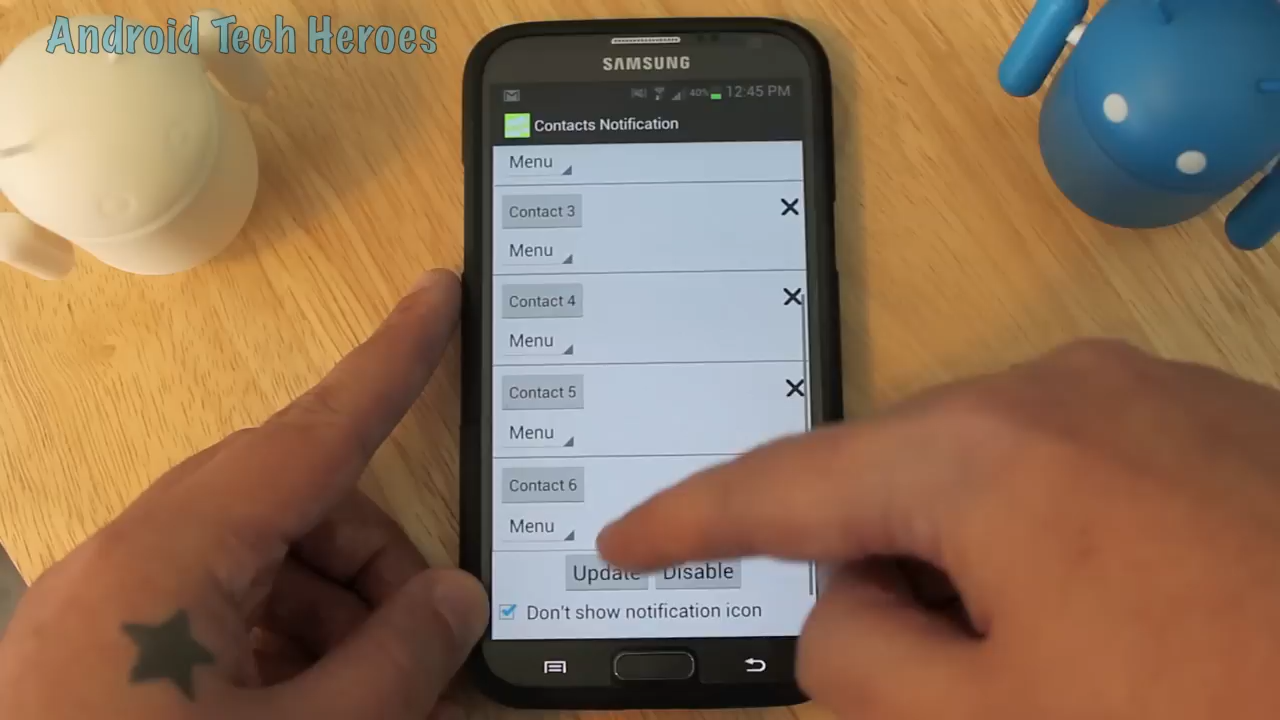 Android Tech Heroes
SAMSUNG
40% 12:45 PM
Contacts Notification
Menu
Contact 3
Menu
Contact 4
Menu
Contact 5
Menu
Contact 6
Menu
Update Disable
Don't show notification icon